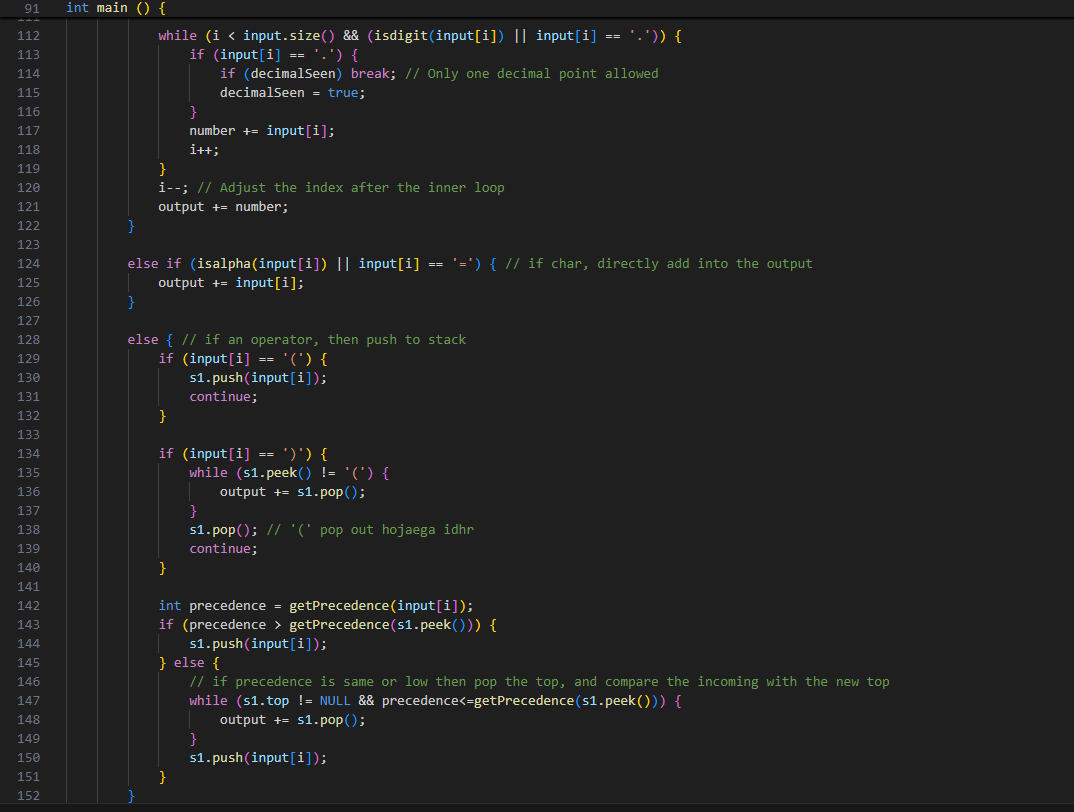 91 int main () {
111
112 while (i < input.size() && (isdigit(input[i]) || input[i] == '.')) {
113 if (input[i] == '.') {
114 if (decimalSeen) break; // Only one decimal point allowed
115 decimalSeen = true;
116 }
117 number += input[i];
118 i++;
119 }
120 i--; // Adjust the index after the inner loop
121 output += number;
122 }
123
124 else if (isalpha(input[i]) || input[i] == '=') { // if char, directly add into the output
125 output += input[i];
126 }
127
128 else { // if an operator, then push to stack
129 if (input[i] == '(') {
130 s1.push(input[i]);
131 continue;
132 }
133
134 if (input[i] == ')') {
135 while (s1.peek() != '(') {
136 output += s1.pop();
137 }
138 s1.pop(); // '(' pop out hojaega idhr
139 continue;
140 }
141
142 int precedence = getPrecedence(input[i]);
143 if (precedence > getPrecedence(s1.peek())) {
144 s1.push(input[i]);
145 } else {
146 // if precedence is same or low then pop the top, and compare the incoming with the new top
147 while (s1.top != NULL && precedence<=getPrecedence(s1.peek())) {
148 output += s1.pop();
149 }
150 s1.push(input[i]);
151 }
152 }